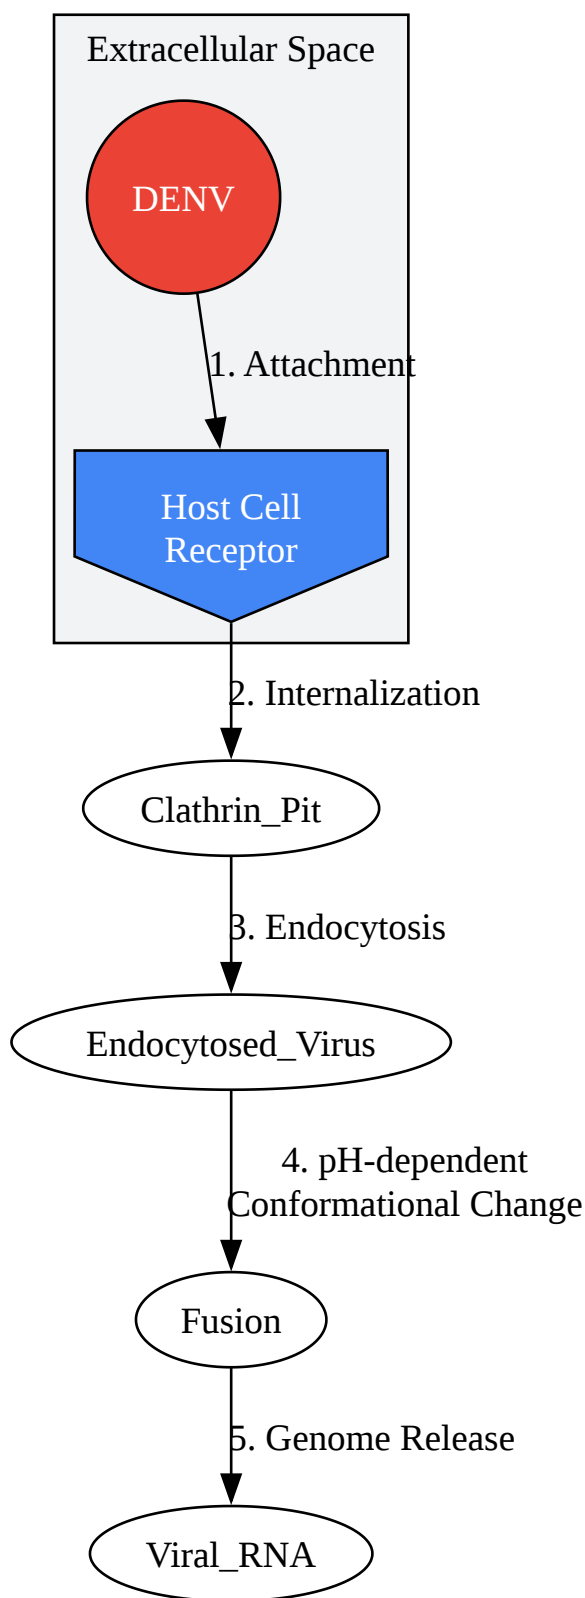 Extracellular Space
DENV
1. Attachment
Host Cell
Receptor
2. Internalization
Clathrin_Pit
3. Endocytosis
Endocytosed_Virus
4. pH-dependent
Conformational Change
Fusion
5. Genome Release
Viral_RNA